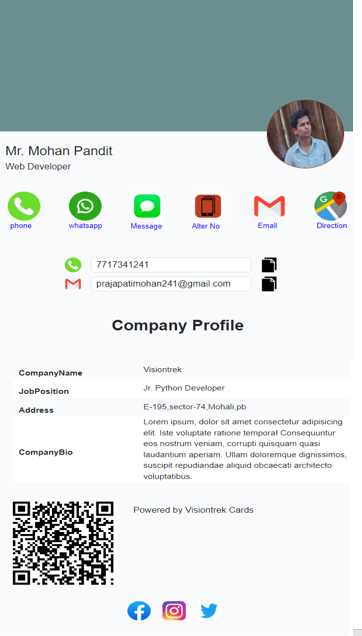 Mr. Mohan Pandit
Web Developer
phone whatsapp Message Alter No Email Direction
7717341241
prajapatimohan241@gmail.com
Company Profile
CompanyName Visiontrek
JobPosition Jr. Python Developer
Address E-195,sector-74,Mohali,pb
CompanyBio Lorem ipsum, dolor sit amet consectetur adipisicing
elit. Iste voluptate ratione tempora! Consequuntur
eos nostrum veniam, corrupti quisquam quasi
laudantium aperiam. Ullam doloremque dignissimos,
suscipit repudiandae aliquid obcaecati architecto
voluptatibus.
Powered by Visiontrek Cards